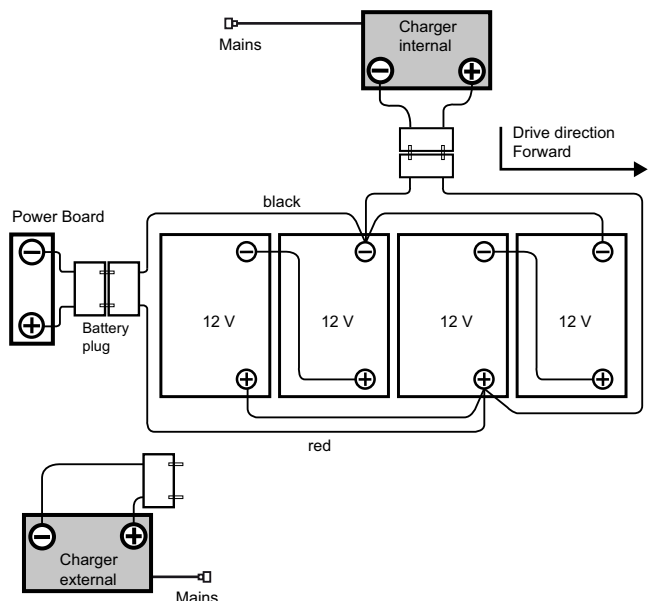 Charger
internal
Mains
Drive direction
Forward
black
Power Board
12 V
12 V
12 V
12 V
Battery
plug
red
Charger
external
Mains